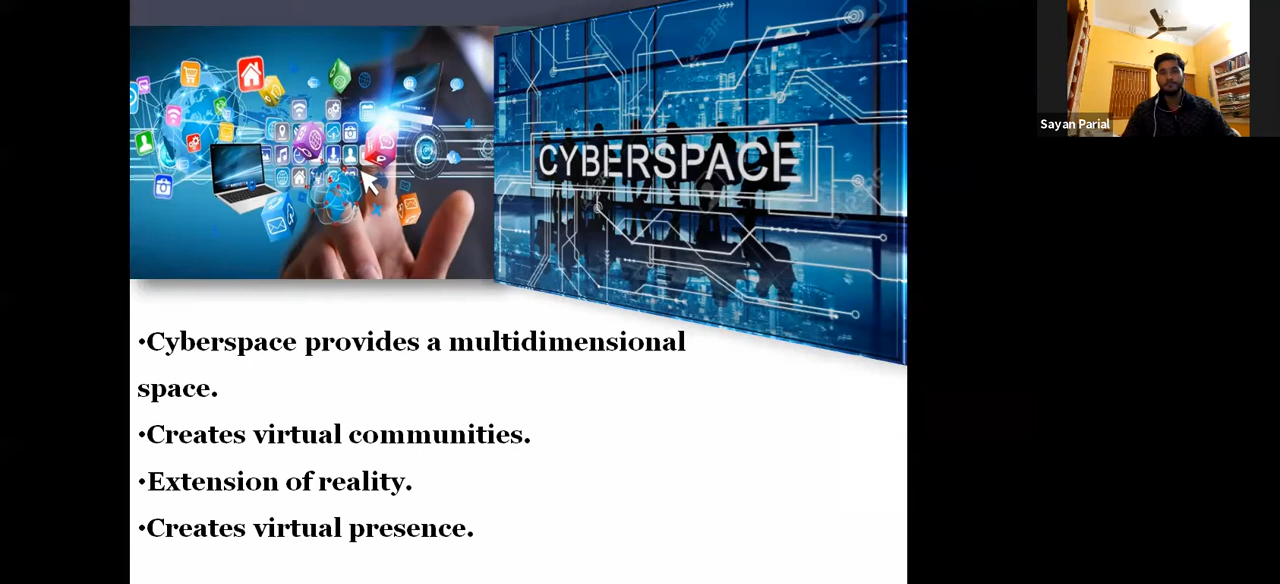 CYBERSPACE
Sayan Parial
•Cyberspace provides a multidimensional
space.
•Creates virtual communities.
•Extension of reality.
•Creates virtual presence.